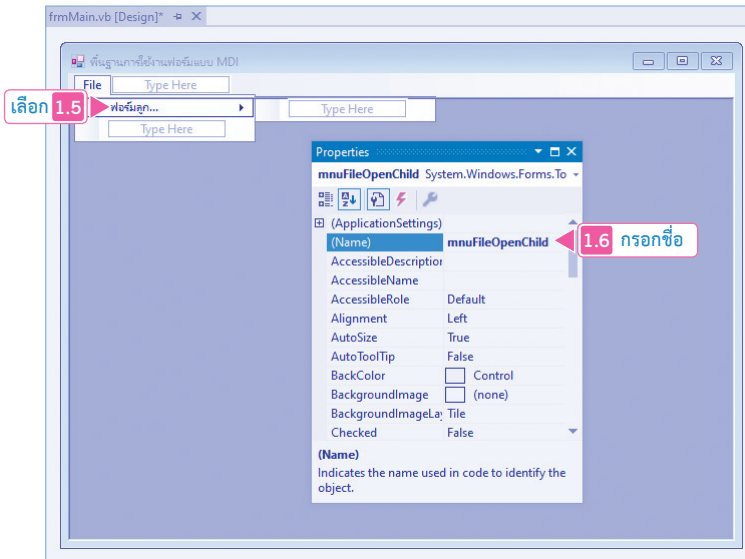 frmMain.vb [Design]*
พื้นฐานการใช้งานฟอร์มแบบ MDI
File Type Here
เลือก 1.5 ฟอร์มลูก... Type Here
Type Here
Properties
mnuFileOpenChild System.Windows.Forms.To
(ApplicationSettings)
(Name) mnuFileOpenChild 1.6 กรอกชื่อ
AccessibleDescription
AccessibleName
AccessibleRole Default
Alignment Left
AutoSize True
AutoToolTip False
BackColor Control
BackgroundImage (none)
BackgroundImageLay Tile
Checked False
(Name)
Indicates the name used in code to identify the
object.